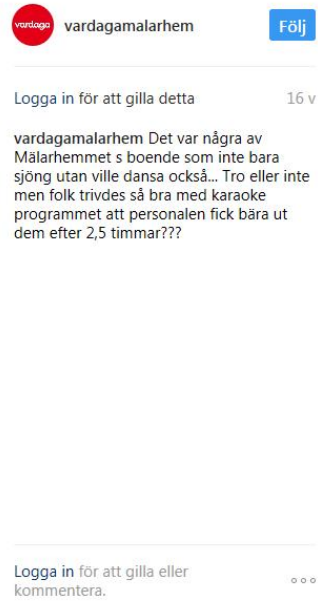 vardaga
vardagamalarhem
Följ
Logga in för att gilla detta
16 v
vardagamalarhem Det var några av
Mälarhemmet s boende som inte bara
sjöng utan ville dansa också... Tro eller inte
men folk trivdes så bra med karaoke
programmet att personalen fick bära ut
dem efter 2,5 timmar???
Logga in för att gilla eller
kommentera.